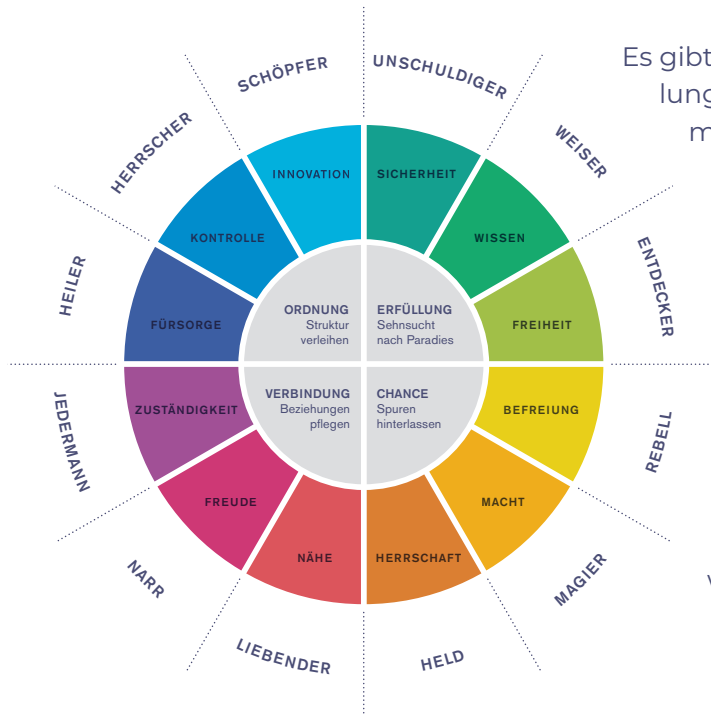 SCHÖPFER
UNSCHULDIGER
WEISER
ENTDECKER
REBELL
MAGIER
HELD
LIEBENDER
NARR
JEDERMANN
HEILER
HERRSCHER
INNOVATION
SICHERHEIT
WISSEN
FREIHEIT
BEFREIUNG
MACHT
HERRSCHAFT
NÄHE
FREUDE
ZUSTÄNDIGKEIT
FÜRSORGE
KONTROLLE
ORDNUNG
Struktur
verleihen
ERFÜLLUNG
Sehnsucht
nach Paradies
VERBINDUNG
Beziehungen
pflegen
CHANCE
Spuren
hinterlassen
Es gibt
lung
m